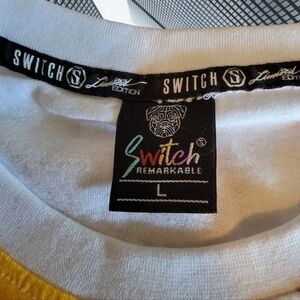 SWITCH S Limited EDITION SWITCH S Limited EDITION
Switch S
REMARKABLE
L